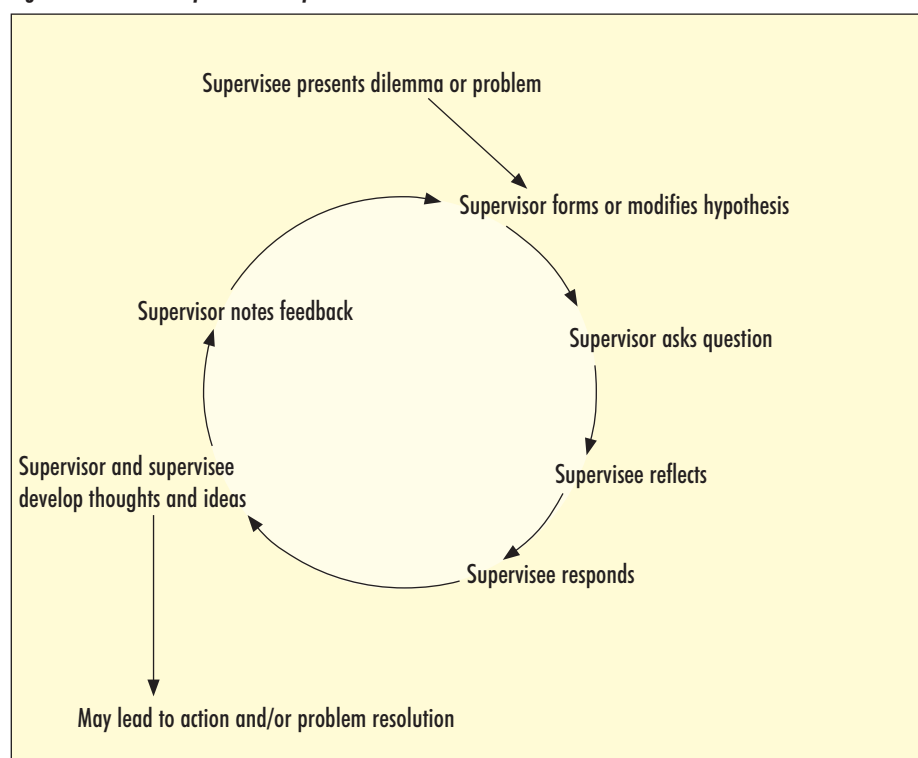 Supervisee presents dilemma or problem
Supervisor forms or modifies hypothesis
Supervisor notes feedback
Supervisor asks question
Supervisor and supervisee
develop thoughts and ideas
Supervisee reflects
Supervisee responds
May lead to action and/or problem resolution